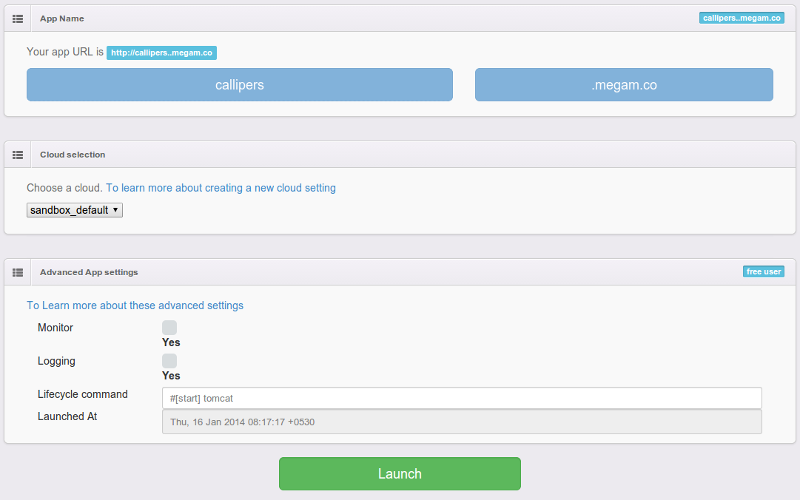 App Name
callipers..megam.co
Your app URL is http://callipers..megam.co
callipers
.megam.co
Cloud selection
Choose a cloud. To learn more about creating a new cloud setting
sandbox_default
Advanced App settings
free user
To Learn more about these advanced settings
Monitor
Yes
Logging
Yes
Lifecycle command
#[start] tomcat
Launched At
Thu, 16 Jan 2014 08:17:17 +0530
Launch